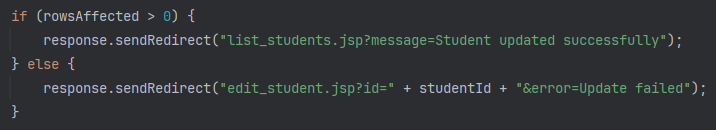 if (rowsAffected > 0) {
    response.sendRedirect("list_students.jsp?message=Student updated successfully");
} else {
    response.sendRedirect("edit_student.jsp?id=" + studentId + "&error=Update failed");
}